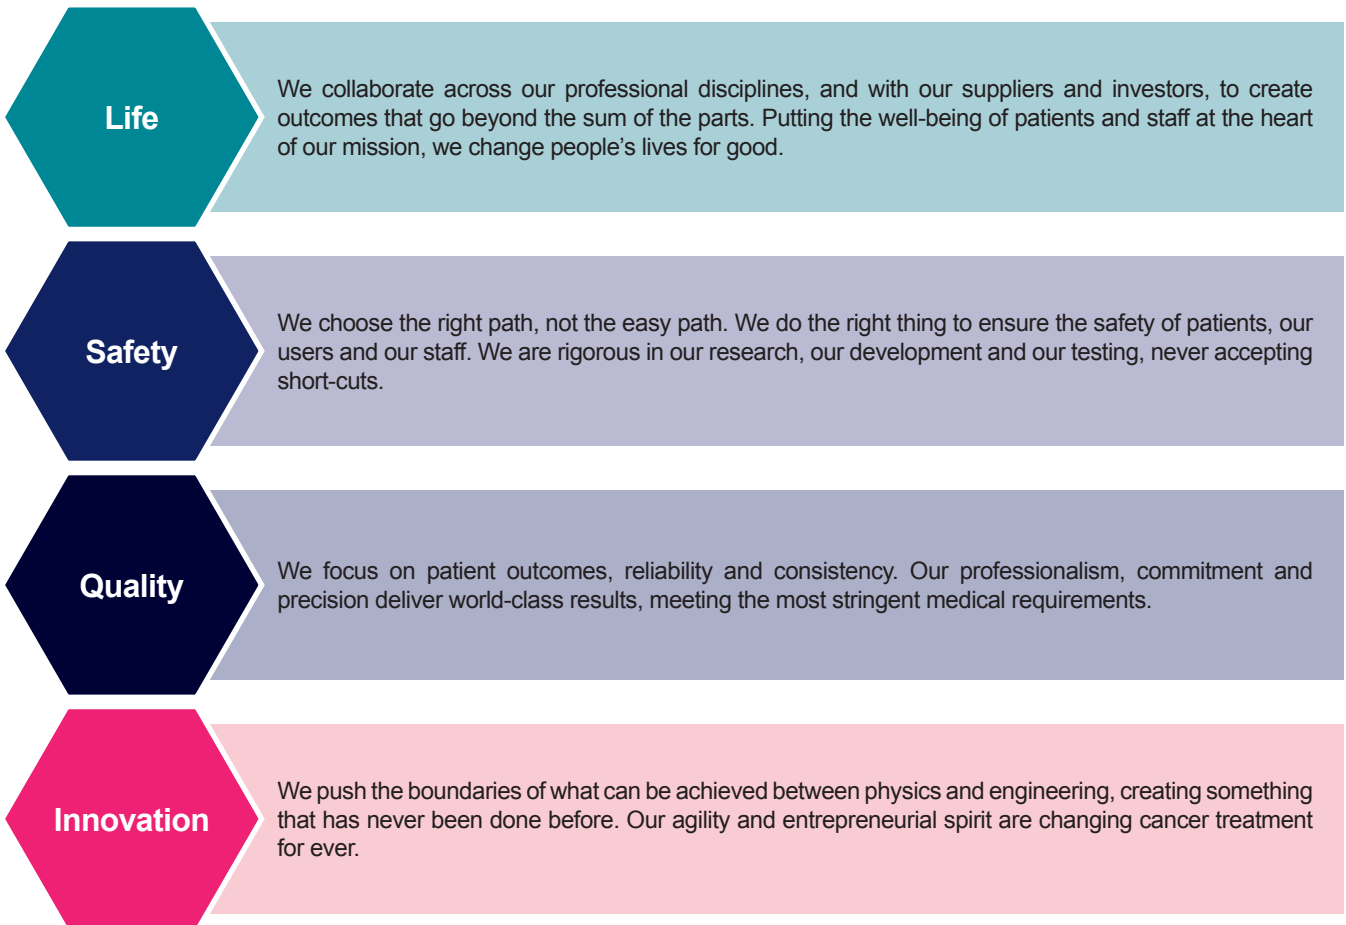 Life
We collaborate across our professional disciplines, and with our suppliers and investors, to create
outcomes that go beyond the sum of the parts. Putting the well-being of patients and staff at the heart
of our mission, we change people’s lives for good.
Safety
We choose the right path, not the easy path. We do the right thing to ensure the safety of patients, our
users and our staff. We are rigorous in our research, our development and our testing, never accepting
short-cuts.
Quality
We focus on patient outcomes, reliability and consistency. Our professionalism, commitment and
precision deliver world-class results, meeting the most stringent medical requirements.
Innovation
We push the boundaries of what can be achieved between physics and engineering, creating something
that has never been done before. Our agility and entrepreneurial spirit are changing cancer treatment
for ever.